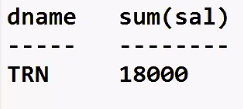 dname sum(sal)
----- --------
TRN 18000